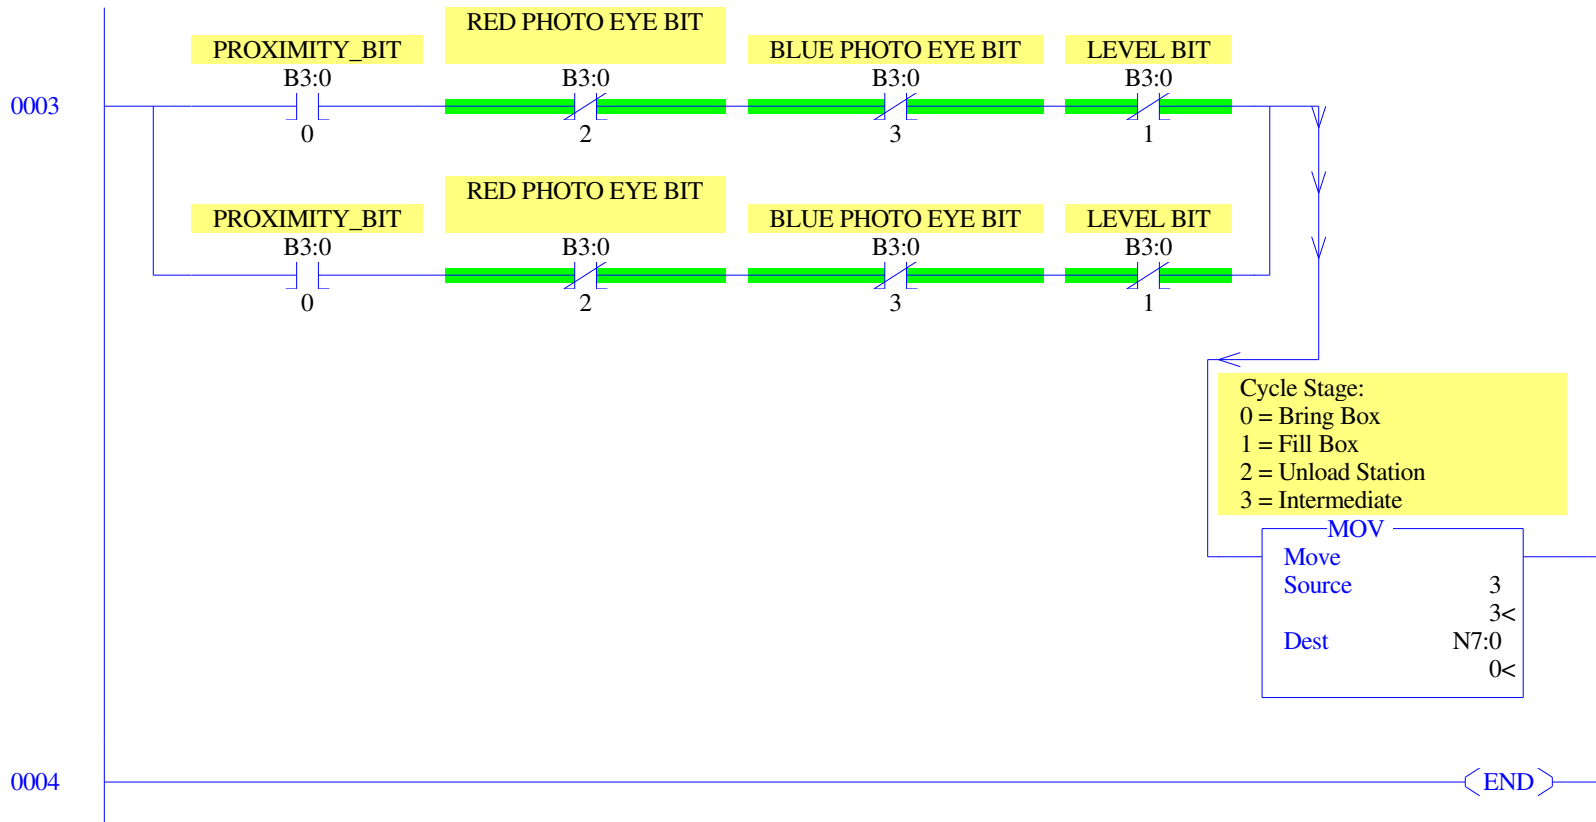 RED PHOTO EYE BIT
PROXIMITY_BIT BLUE PHOTO EYE BIT LEVEL BIT
B3:0 B3:0 B3:0 B3:0
0003
0 2 3 1
RED PHOTO EYE BIT
PROXIMITY_BIT BLUE PHOTO EYE BIT LEVEL BIT
B3:0 B3:0 B3:0 B3:0
0 2 3 1
Cycle Stage:
0 = Bring Box
1 = Fill Box
2 = Unload Station
3 = Intermediate
MOV
Move
Source 3
3<
Dest N7:0
0<
0004 END